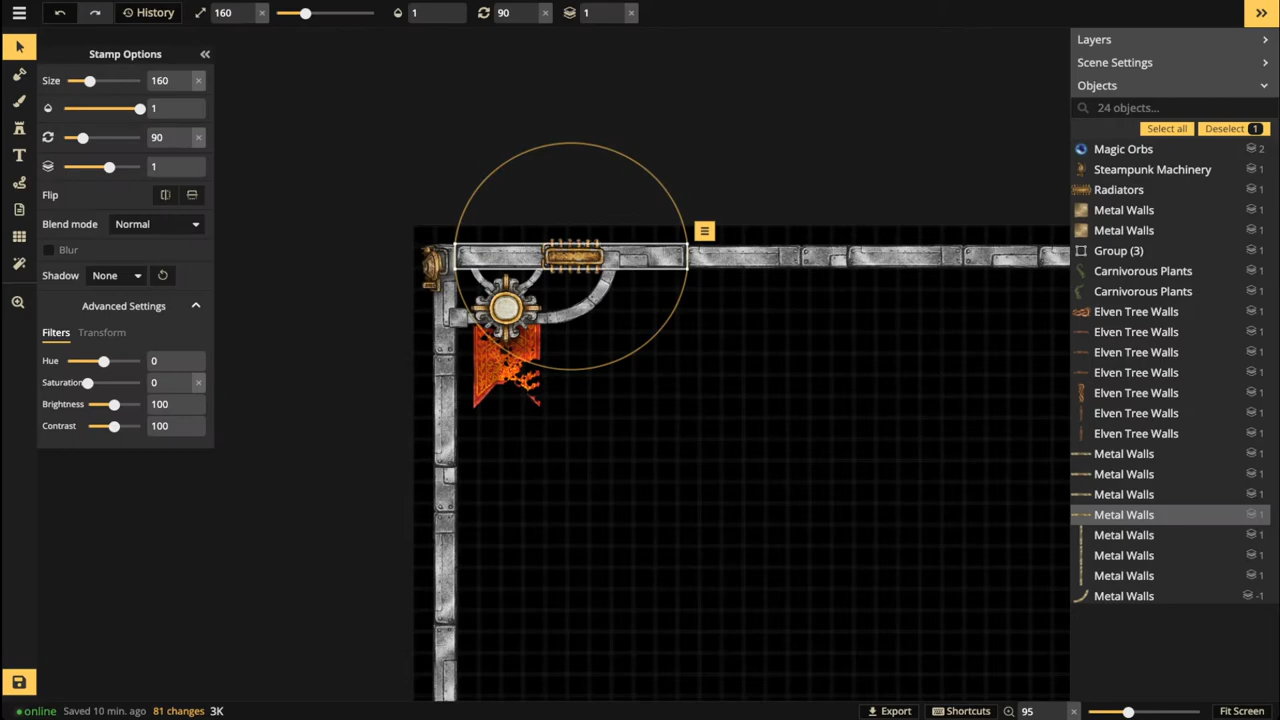 History 160 × 1 90 × 1 ×
Stamp Options
Size 160 ×
1
90 ×
1
Flip
Blend mode Normal
Blur
Shadow None
Advanced Settings
Filters Transform
Hue 0
Saturation 0 ×
Brightness 100
Contrast 100
Layers
Scene Settings
Objects
24 objects...
Select all Deselect 1
Magic Orbs 2
Steampunk Machinery 1
Radiators 1
Metal Walls 1
Metal Walls 1
Group (3) 1
Carnivorous Plants 1
Carnivorous Plants 1
Elven Tree Walls 1
Elven Tree Walls 1
Elven Tree Walls 1
Elven Tree Walls 1
Elven Tree Walls 1
Elven Tree Walls 1
Elven Tree Walls 1
Metal Walls 1
Metal Walls 1
Metal Walls 1
Metal Walls 1
Metal Walls 1
Metal Walls 1
Metal Walls 1
Metal Walls -1
online Saved 10 min. ago 81 changes 3K Export Shortcuts 95 × Fit Screen